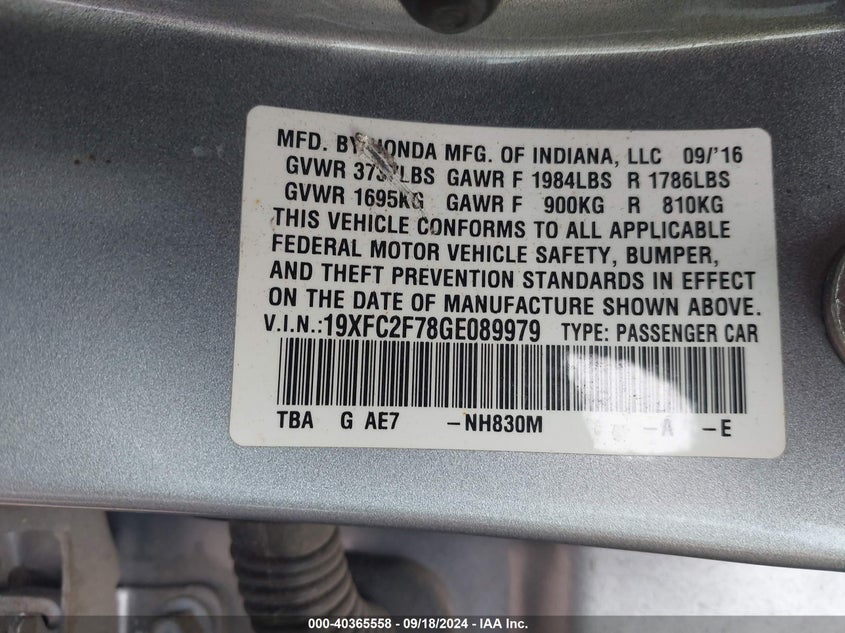 MFD. BY HONDA MFG. OF INDIANA, LLC 09/'16
GVWR 3737LBS GAWR F 1984LBS R 1786LBS
GVWR 1695KG GAWR F 900KG R 810KG
THIS VEHICLE CONFORMS TO ALL APPLICABLE
FEDERAL MOTOR VEHICLE SAFETY, BUMPER,
AND THEFT PREVENTION STANDARDS IN EFFECT
ON THE DATE OF MANUFACTURE SHOWN ABOVE.
V.I.N.:19XFC2F78GE089979 TYPE: PASSENGER CAR
TBA G AE7 -NH830M -A -E
000-40365558 - 09/18/2024 - IAA Inc.